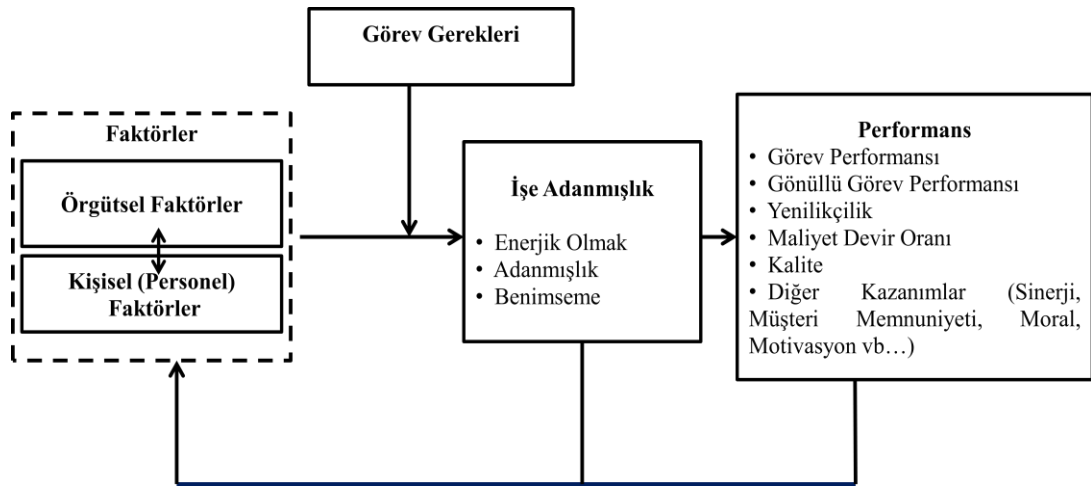 Görev Gerekleri
Faktörler
Örgütsel Faktörler
Kişisel (Personel)
Faktörler
İşe Adanmışlık
• Enerjik Olmak
• Adanmışlık
• Benimseme
Performans
• Görev Performansı
• Gönüllü Görev Performansı
• Yenilikçilik
• Maliyet Devir Oranı
• Kalite
• Diğer Kazanımlar (Sinerji,
Müşteri Memnuniyeti, Moral,
Motivasyon vb…)